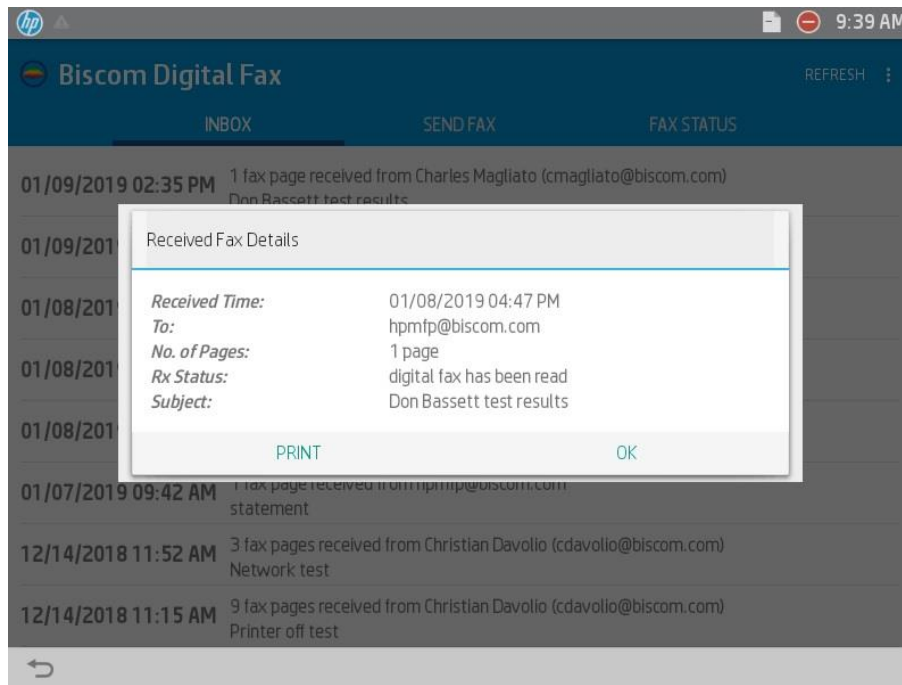 hp
9:39 AM
Biscom Digital Fax
REFRESH
INBOX SEND FAX FAX STATUS
01/09/2019 02:35 PM 1 fax page received from Charles Magliato (cmagliato@biscom.com)
Don Bassett test results
01/09/201
Received Fax Details
01/08/201
Received Time: 01/08/2019 04:47 PM
To: hpmfp@biscom.com
No. of Pages: 1 page
01/08/201
Rx Status: digital fax has been read
Subject: Don Bassett test results
01/08/201
PRINT OK
01/07/2019 09:42 AM 1 fax page received from hpmfp@biscom.com
statement
12/14/2018 11:52 AM 3 fax pages received from Christian Davolio (cdavolio@biscom.com)
Network test
12/14/2018 11:15 AM 9 fax pages received from Christian Davolio (cdavolio@biscom.com)
Printer off test